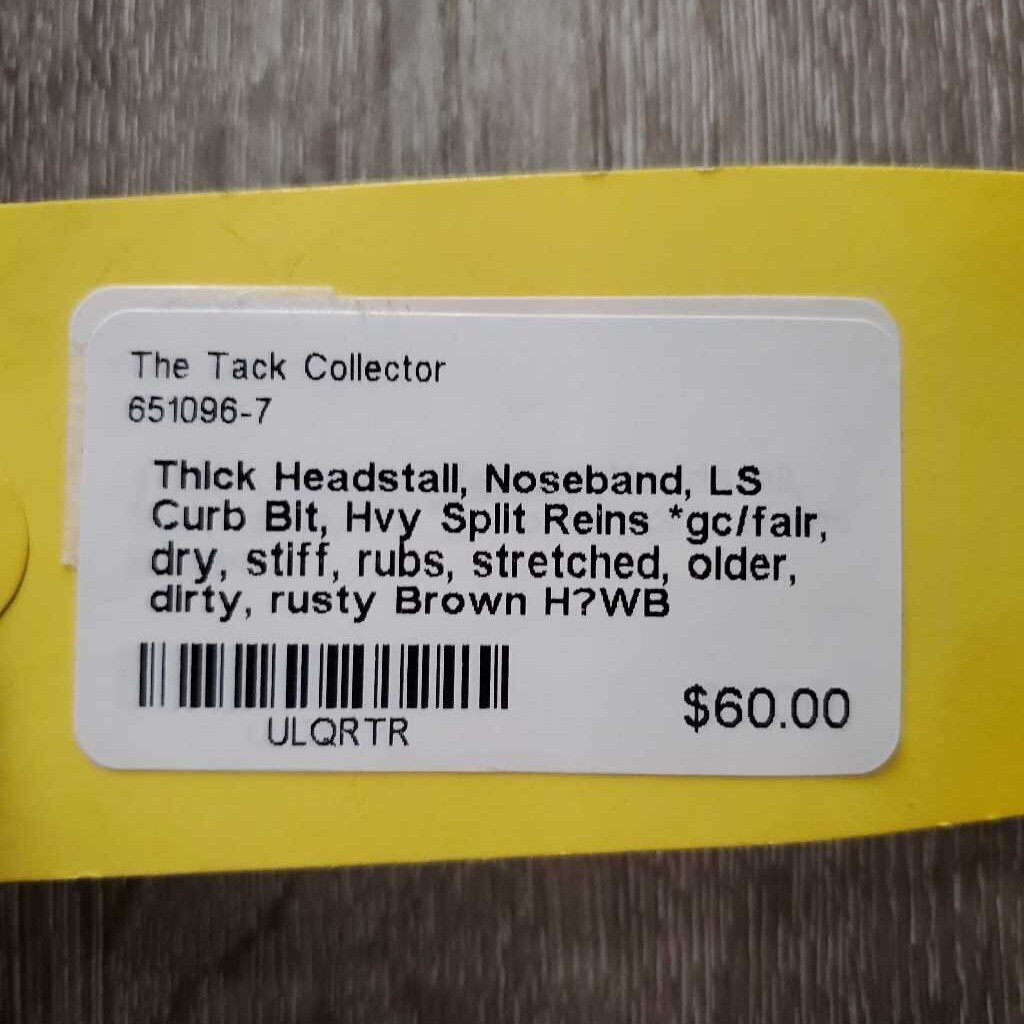 The Tack Collector
651096-7
Thick Headstall, Noseband, LS
Curb Bit, Hvy Split Reins *gc/fair,
dry, stiff, rubs, stretched, older,
dirty, rusty Brown H?WB
ULQRTR
$60.00